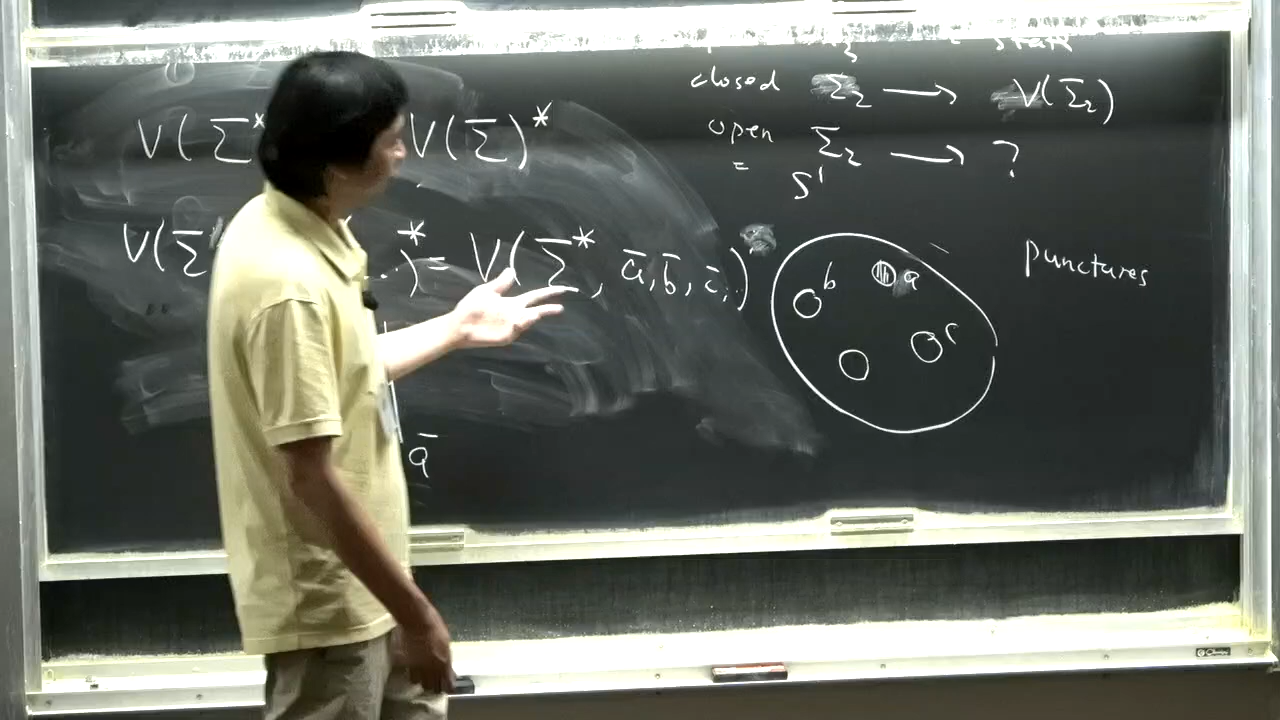 closed Σ₂ → V(Σ₂)
open Σ₂ → ?
=
S¹
V(Σ* V(Σ)*
V(Σ ...)* = V(Σ*, ā, b̄, c̄, ..)
b a c
punctures
ā